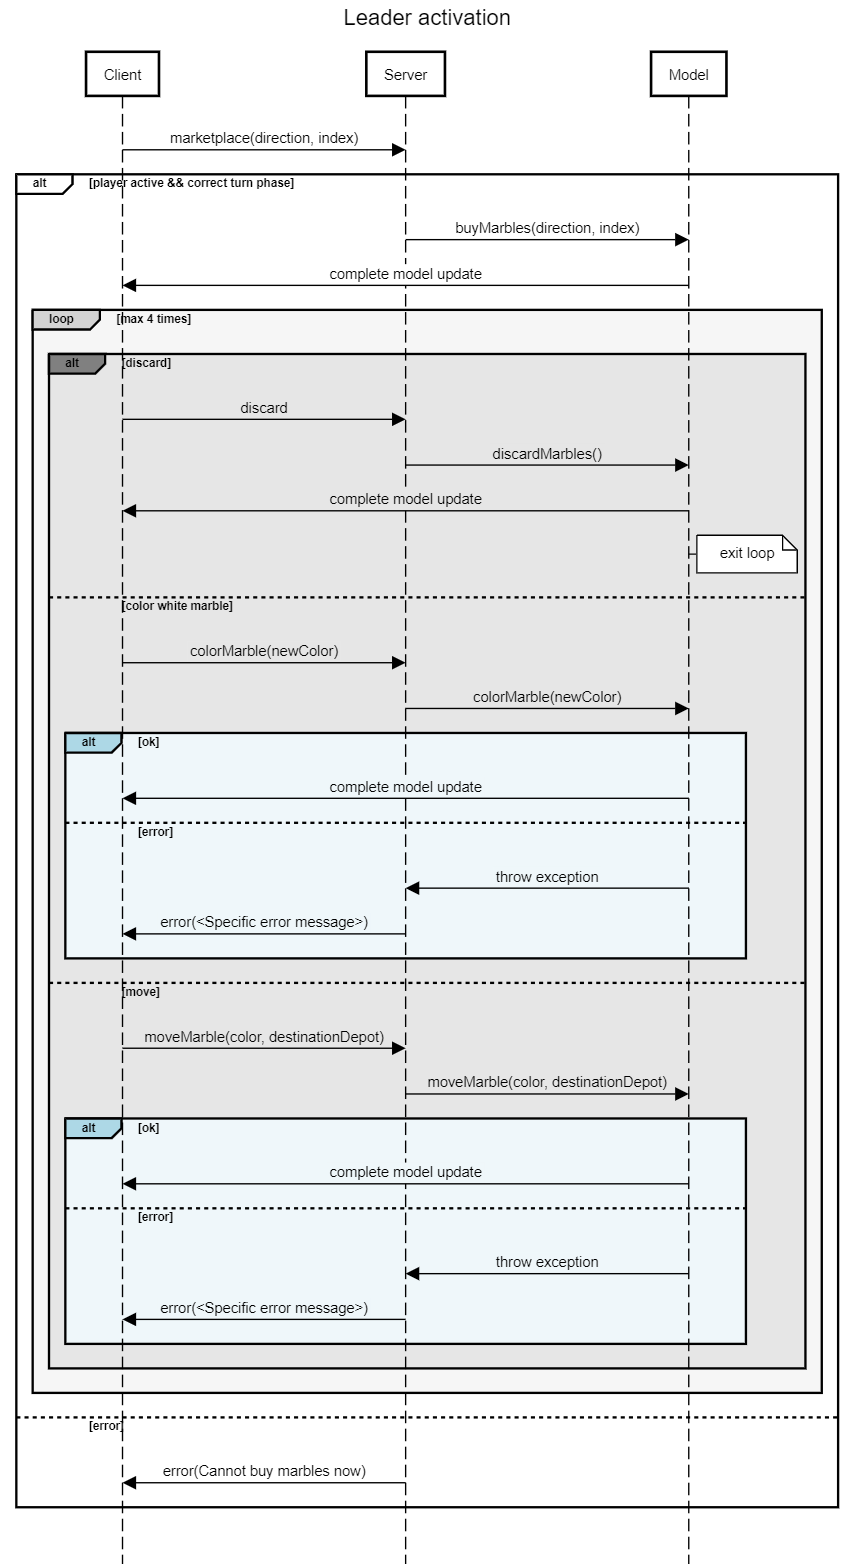 Leader activation
Client
Server
Model
marketplace(direction, index)
alt
[player active && correct turn phase]
buyMarbles(direction, index)
complete model update
loop
[max 4 times]
alt
[discard]
discard
discardMarbles()
complete model update
exit loop
[color white marble]
colorMarble(newColor)
colorMarble(newColor)
alt
[ok]
complete model update
[error]
throw exception
error(<Specific error message>)
[move]
moveMarble(color, destinationDepot)
moveMarble(color, destinationDepot)
alt
[ok]
complete model update
[error]
throw exception
error(<Specific error message>)
[error]
error(Cannot buy marbles now)